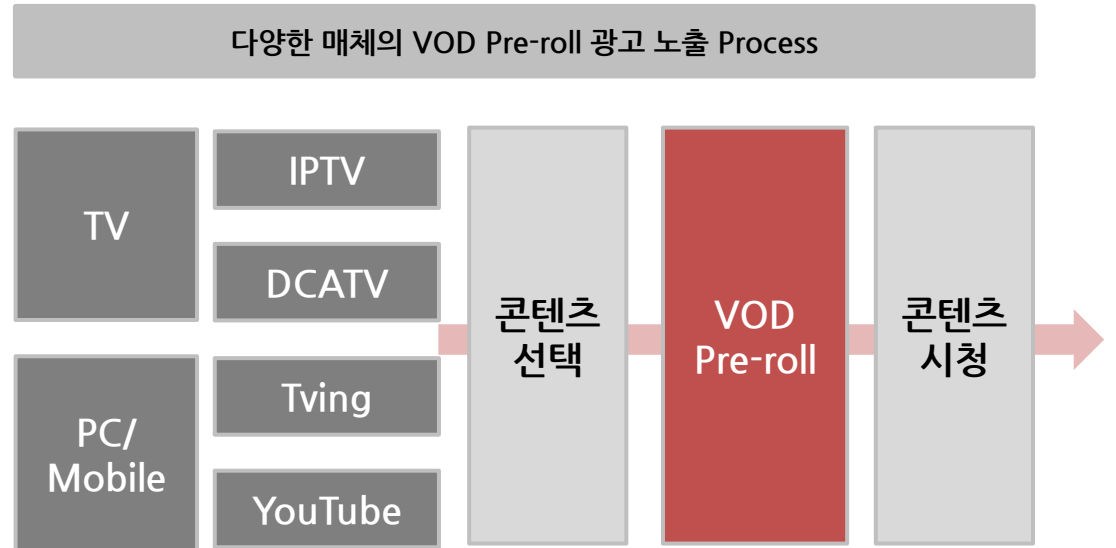 다양한 매체의 VOD Pre-roll 광고 노출 Process
TV
IPTV
DCATV
PC/
Mobile
Tving
YouTube
콘텐츠
선택
VOD
Pre-roll
콘텐츠
시청